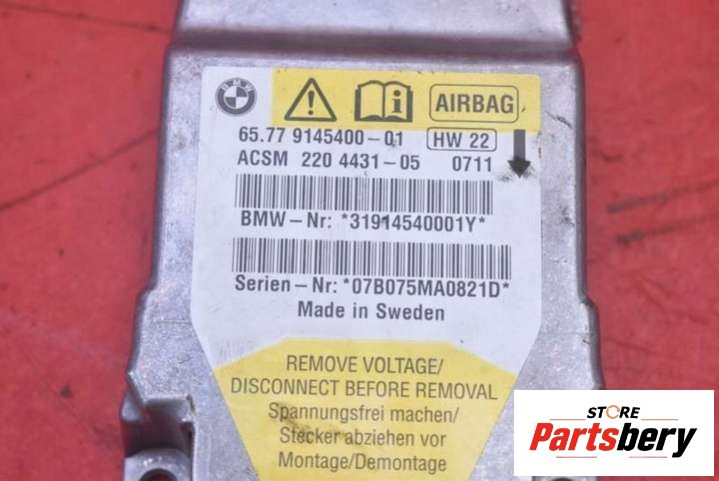 BMW
AIRBAG
65.77 9145400-01 HW 22
ACSM 220 4431-05 0711
BMW-Nr: *31914540001Y*
Serien-Nr: *07B075MA0821D*
Made in Sweden
REMOVE VOLTAGE/
DISCONNECT BEFORE REMOVAL
Spannungsfrei machen/
Stecker abziehen vor
Montage/Demontage
STORE
Partsbery